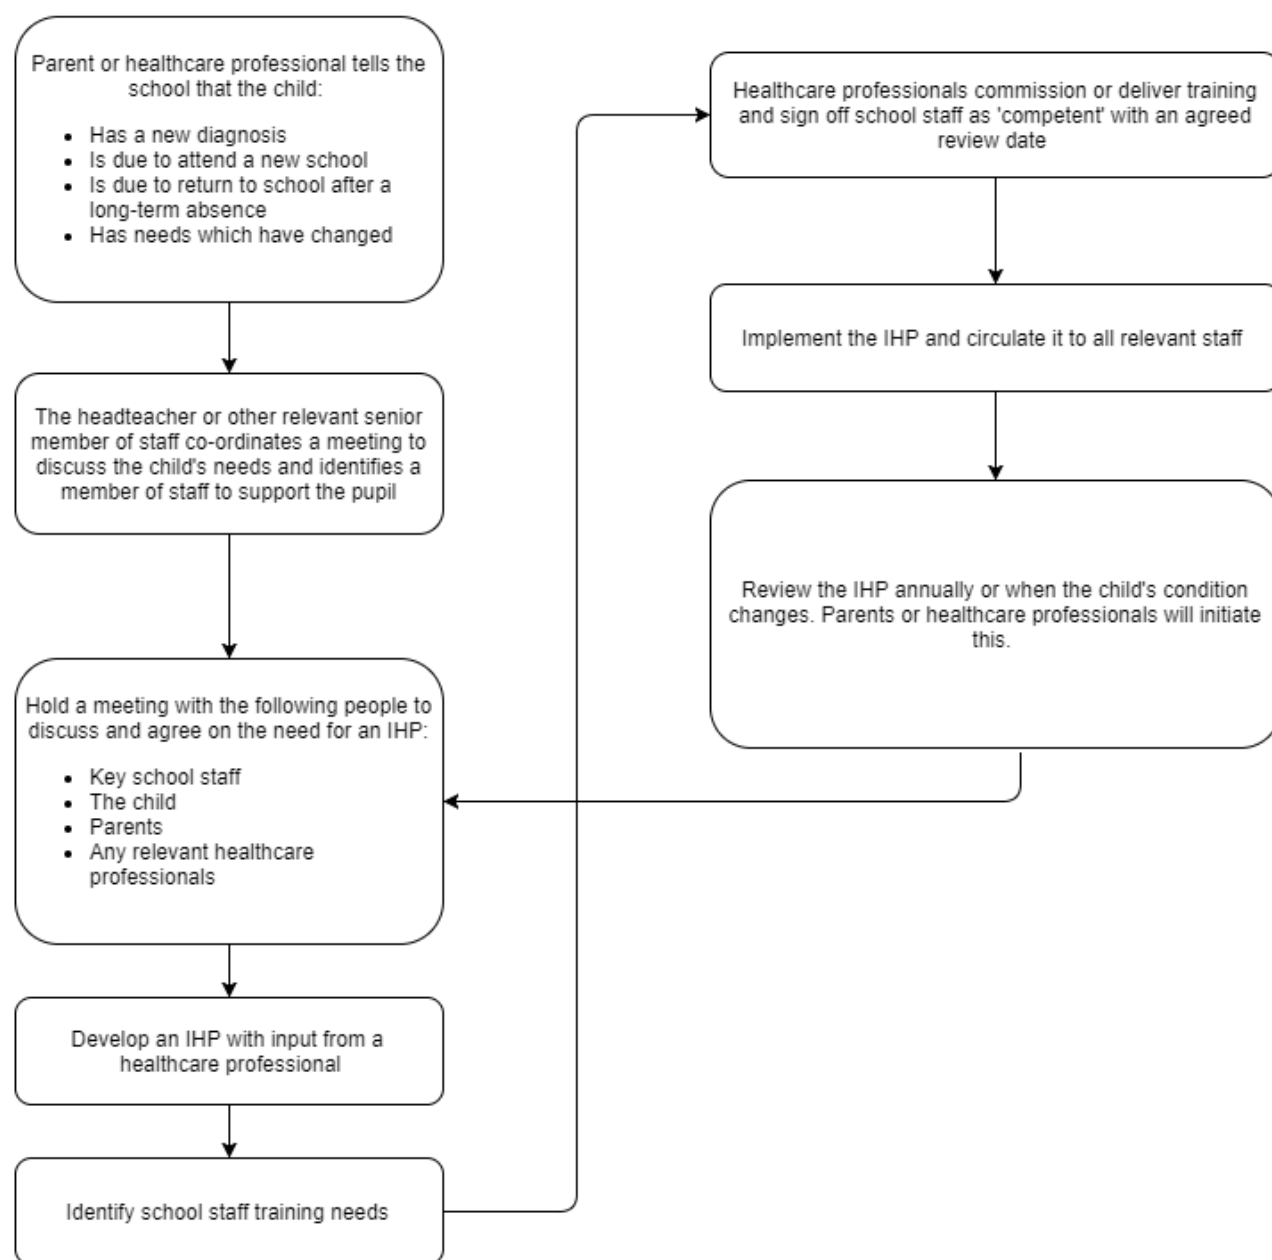 Parent or healthcare professional tells the
school that the child:
• Has a new diagnosis
• Is due to attend a new school
• Is due to return to school after a
long-term absence
• Has needs which have changed
The headteacher or other relevant senior
member of staff co-ordinates a meeting to
discuss the child's needs and identifies a
member of staff to support the pupil
Hold a meeting with the following people to
discuss and agree on the need for an IHP:
• Key school staff
• The child
• Parents
• Any relevant healthcare
professionals
Develop an IHP with input from a
healthcare professional
Identify school staff training needs
Healthcare professionals commission or deliver training
and sign off school staff as 'competent' with an agreed
review date
Implement the IHP and circulate it to all relevant staff
Review the IHP annually or when the child's condition
changes. Parents or healthcare professionals will initiate
this.